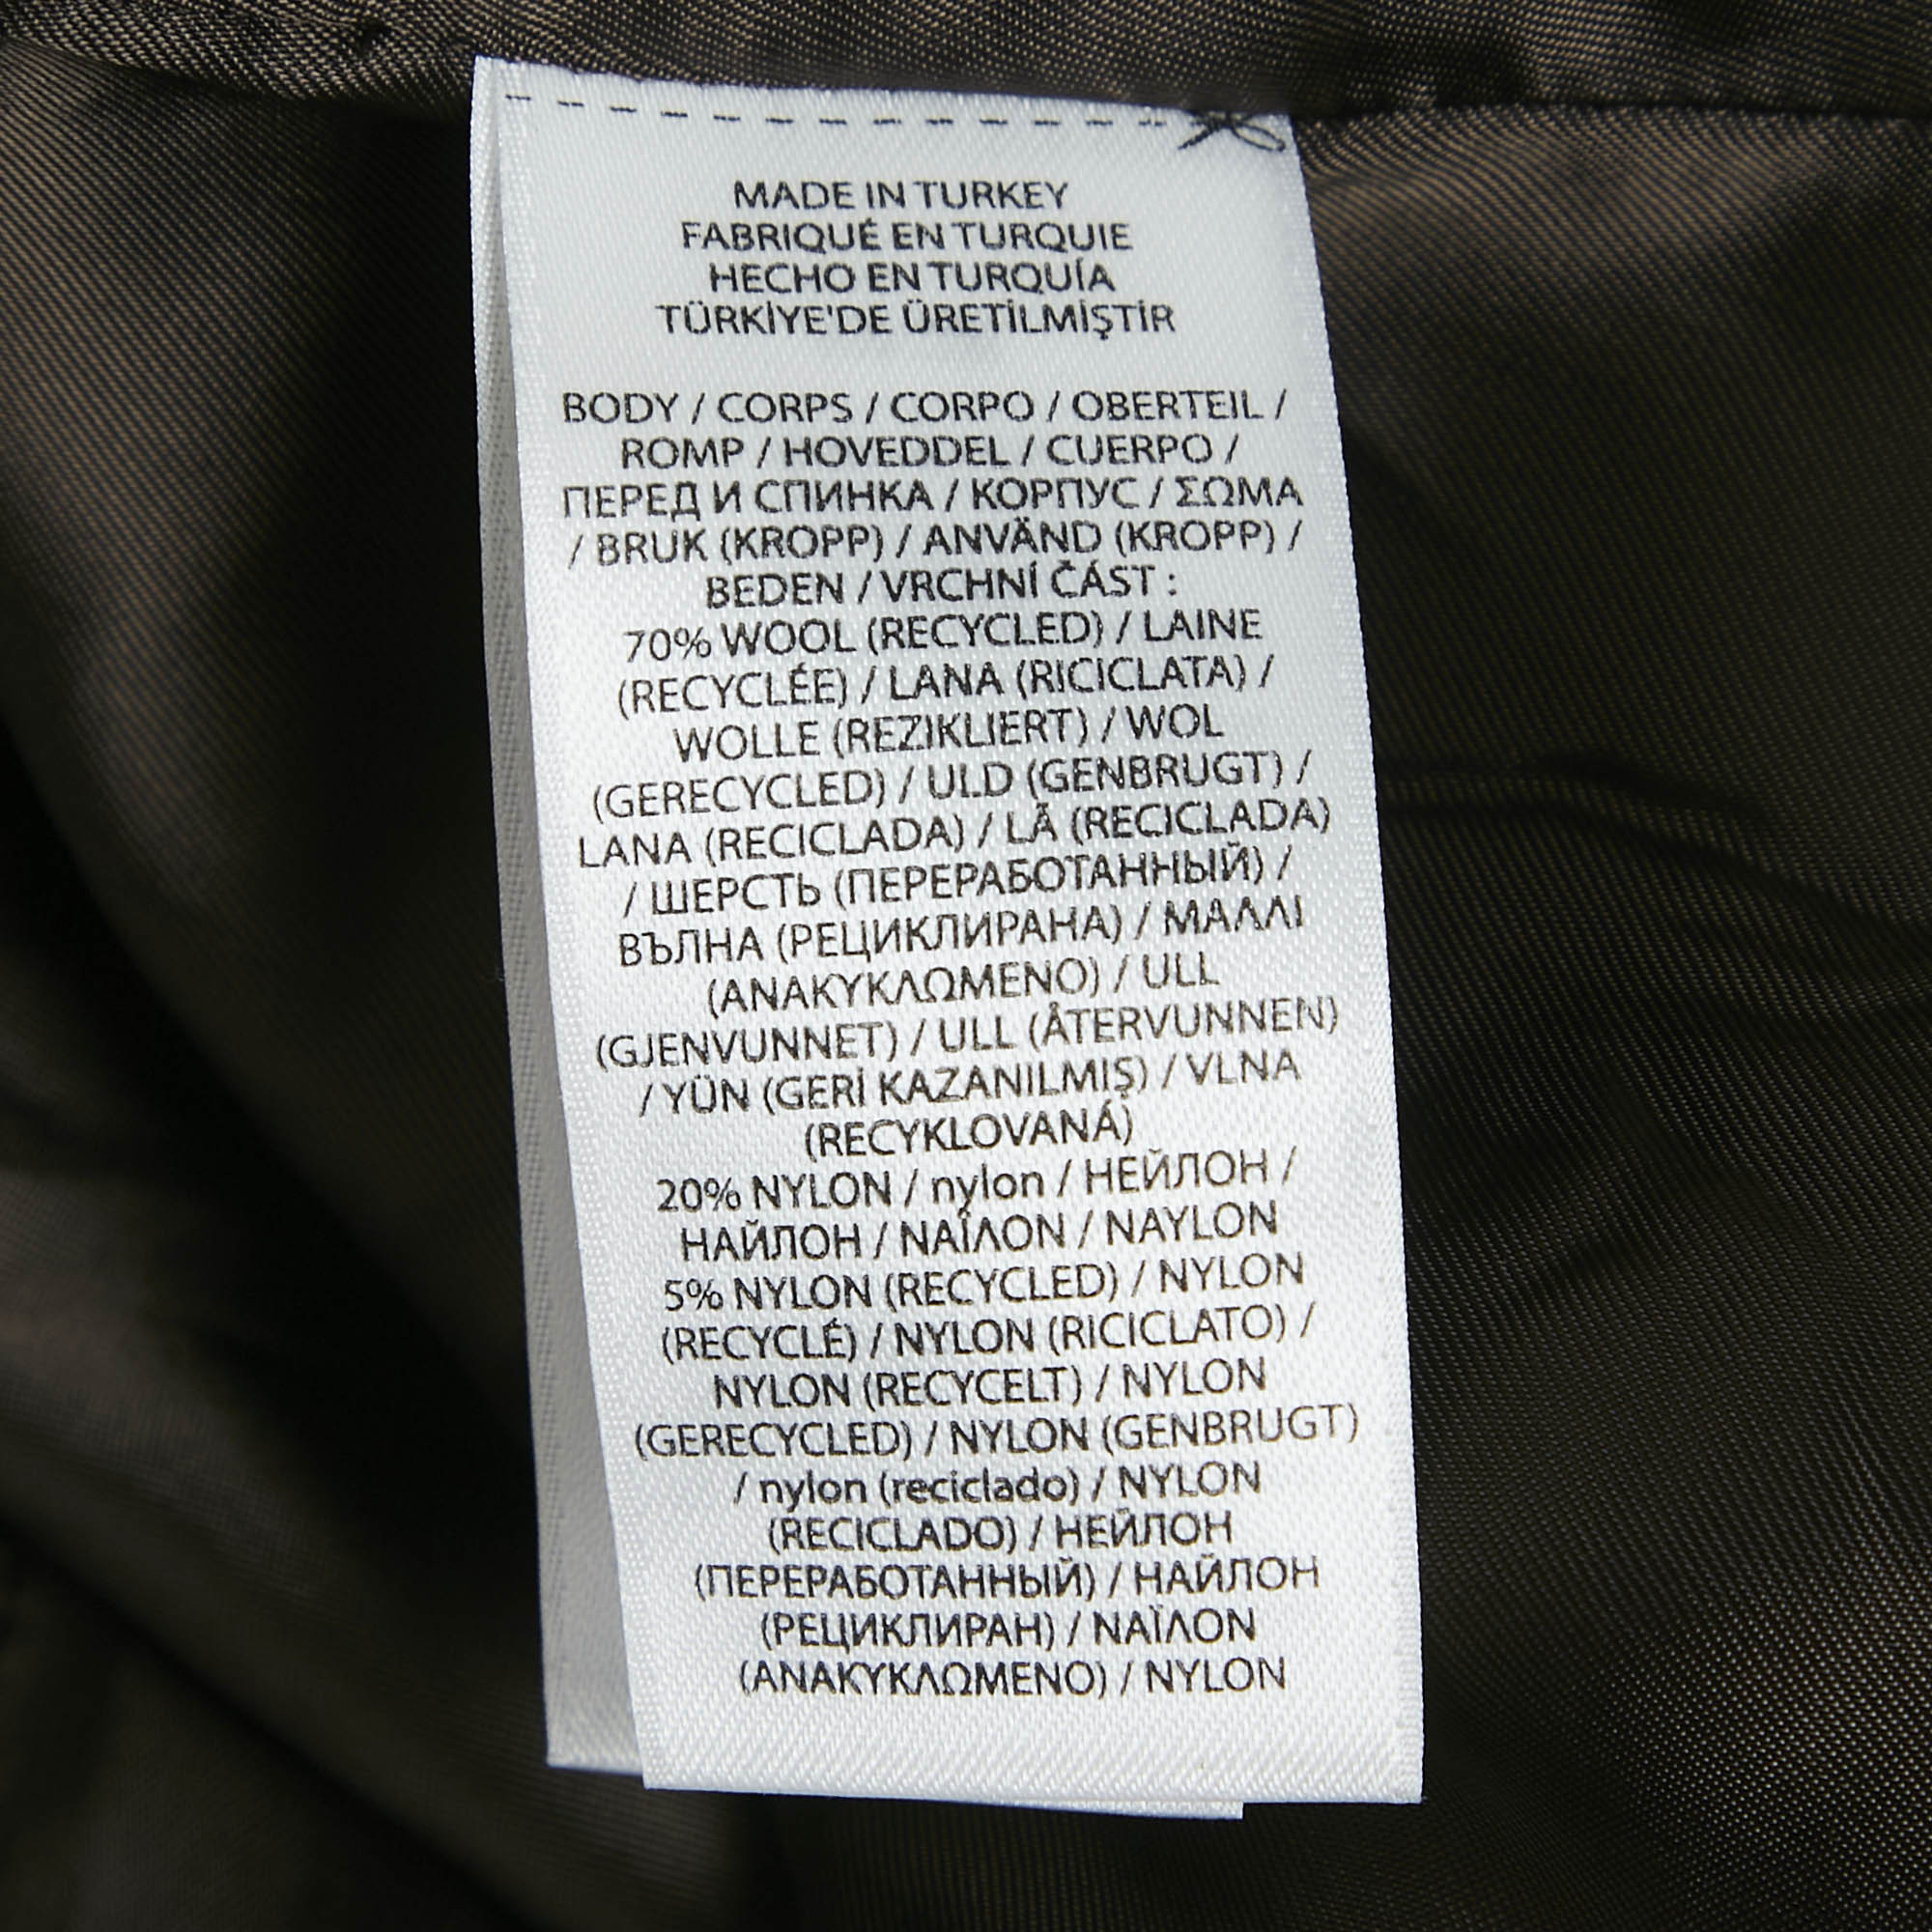 MADE IN TURKEY
FABRIQUÉ EN TURQUIE
HECHO EN TURQUÍA
TÜRKİYE'DE ÜRETİLMİŞTİR
BODY / CORPS / CORPO / OBERTEIL /
ROMP / HOVEDDEL / CUERPO /
ПЕРЕД И СПИНКА / КОРПУС / ΣΩΜΑ
/ BRUK (KROPP) / ANVÄND (KROPP) /
BEDEN / VRCHNÍ ČÁST :
70% WOOL (RECYCLED) / LAINE
(RECYCLÉE) / LANA (RICICLATA) /
WOLLE (REZIKLIERT) / WOL
(GERECYCLED) / ULD (GENBRUGT) /
LANA (RECICLADA) / LÃ (RECICLADA)
/ ШЕРСТЬ (ПЕРЕРАБОТАННЫЙ) /
ВЪЛНА (РЕЦИКЛИРАНА) / ΜΑΛΛΙ
(ΑΝΑΚΥΚΛΩΜΕΝΟ) / ULL
(GJENVUNNET) / ULL (ÅTERVUNNEN)
/ YÜN (GERİ KAZANILMIŞ) / VLNA
(RECYKLOVANÁ)
20% NYLON / nylon / НЕЙЛОН /
НАЙЛОН / ΝΑΪΛΟΝ / NAYLON
5% NYLON (RECYCLED) / NYLON
(RECYCLÉ) / NYLON (RICICLATO) /
NYLON (RECYCELT) / NYLON
(GERECYCLED) / NYLON (GENBRUGT)
/ nylon (reciclado) / NYLON
(RECICLADO) / НЕЙЛОН
(ПЕРЕРАБОТАННЫЙ) / НАЙЛОН
(РЕЦИКЛИРАН) / ΝΑΪΛΟΝ
(ΑΝΑΚΥΚΛΩΜΕΝΟ) / NYLON